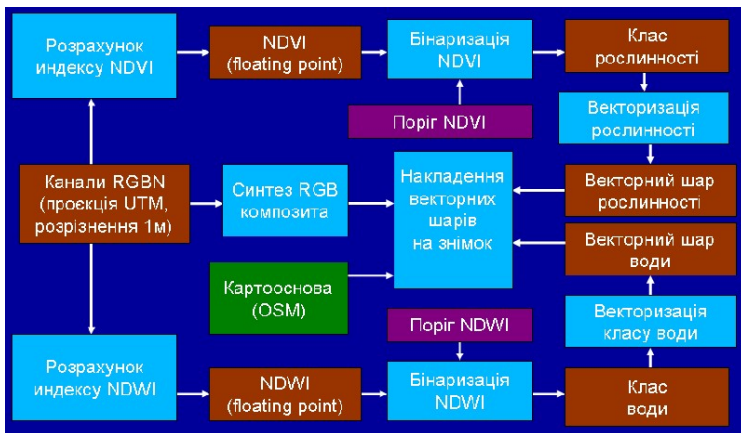 Розрахунок
индексу NDVI
NDVI
(floating point)
Бінаризація
NDVI
Клас
рослинності
Поріг NDVI
Векторизація
рослинності
Канали RGBN
(проєкція UTM,
розрізнення 1м)
Синтез RGB
композита
Накладення
векторних
шарів
на знімок
Векторний шар
рослинності
Векторний шар
води
Картооснова
(OSM)
Поріг NDWI
Векторизація
класу води
Розрахунок
индексу NDWI
NDWI
(floating point)
Бінаризація
NDWI
Клас
води